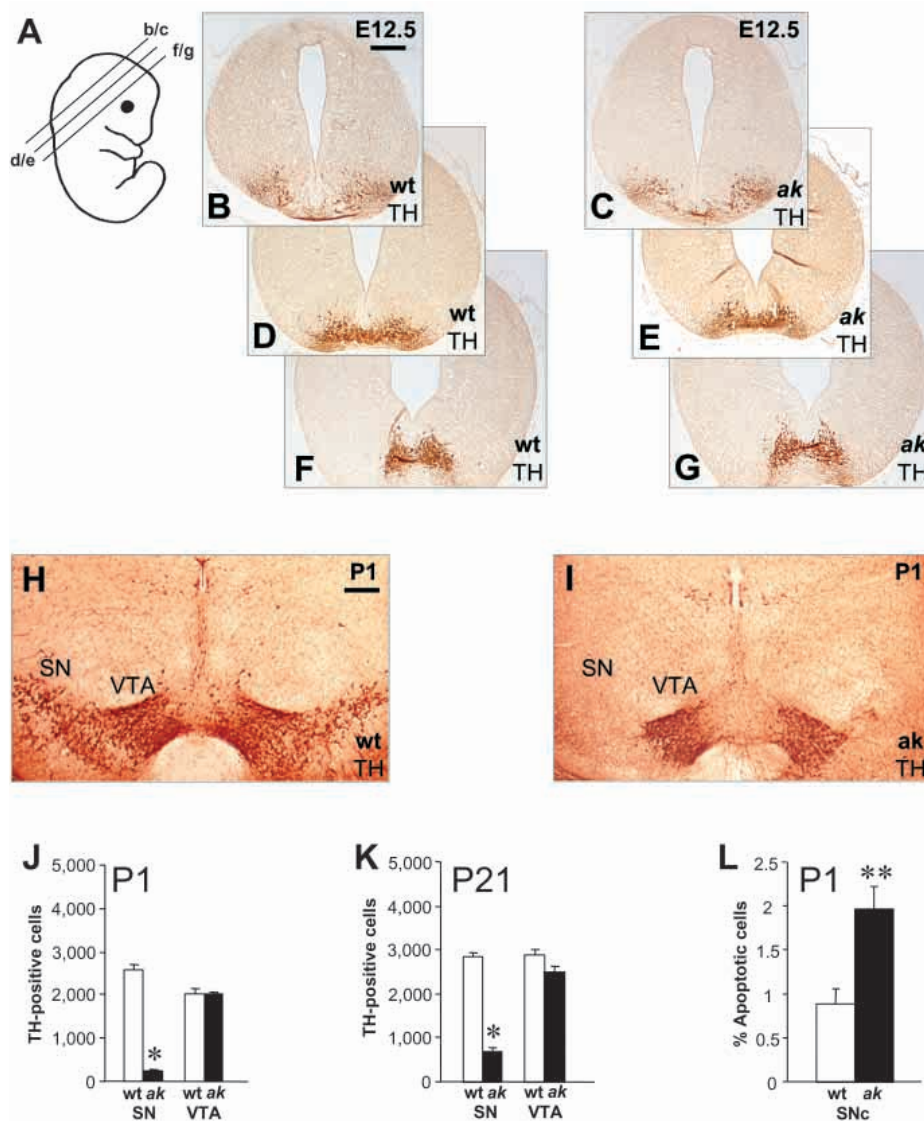 A
b/c
f/g
d/e
E12.5
B
wt
TH
E12.5
C
ak
TH
D
wt
TH
E
ak
TH
F
wt
TH
G
ak
TH
H
P1
SN
VTA
wt
TH
I
P1
SN
VTA
ak
TH
J
P1
TH-positive cells
5,000
4,000
3,000
2,000
1,000
0
*
wt ak wt ak
SN VTA
K
P21
TH-positive cells
5,000
4,000
3,000
2,000
1,000
0
*
wt ak wt ak
SN VTA
L
P1
% Apoptotic cells
2.5
2
1.5
1
0.5
0
**
wt ak
SNc